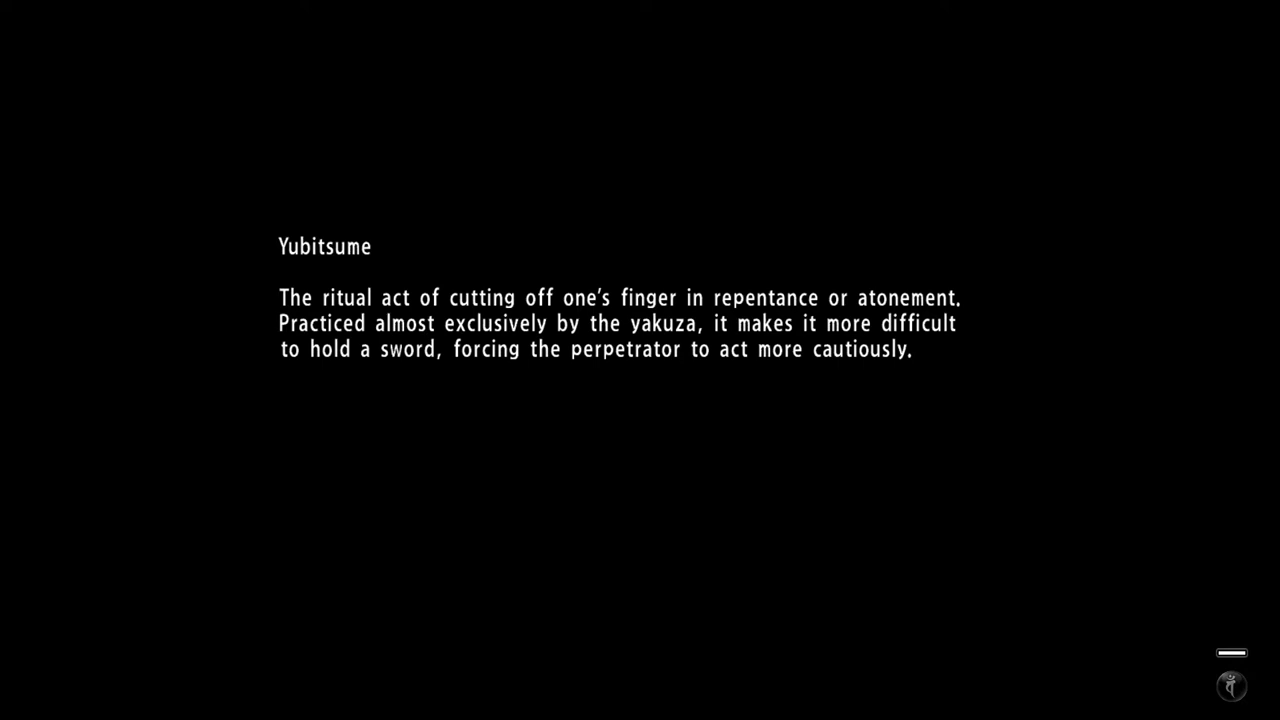 Yubitsume
The ritual act of cutting off one's finger in repentance or atonement.
Practiced almost exclusively by the yakuza, it makes it more difficult
to hold a sword, forcing the perpetrator to act more cautiously.